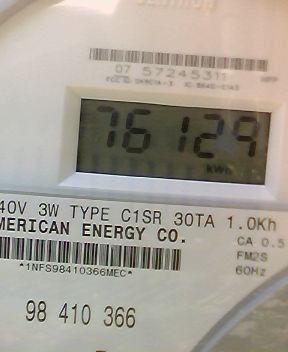 07 57245311
76129
kWh
40V 3W TYPE C1SR 30TA 1.0Kh
MERICAN ENERGY CO.
CA 0.5
FM2S
60Hz
*1NFS98410366MEC*
98 410 366